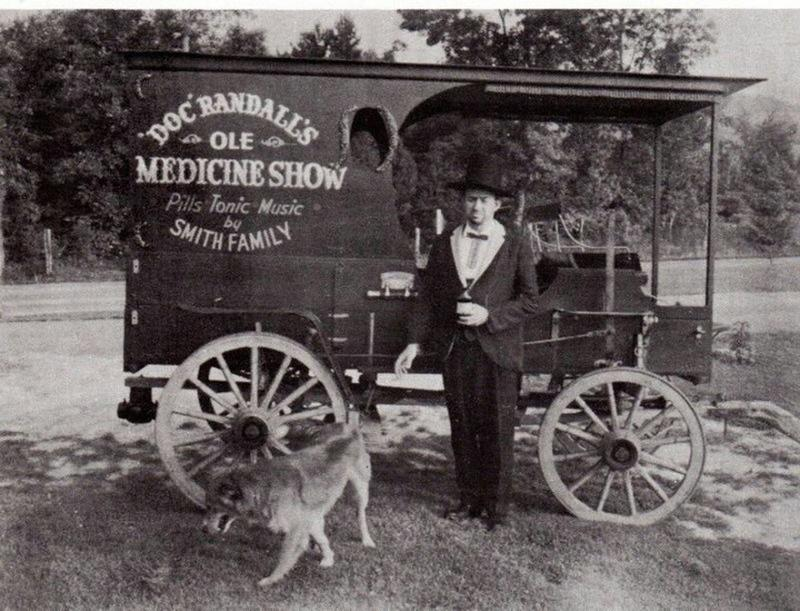 "DOC" RANDALL'S
OLE
MEDICINE SHOW
Pills Tonic Music
by
SMITH FAMILY